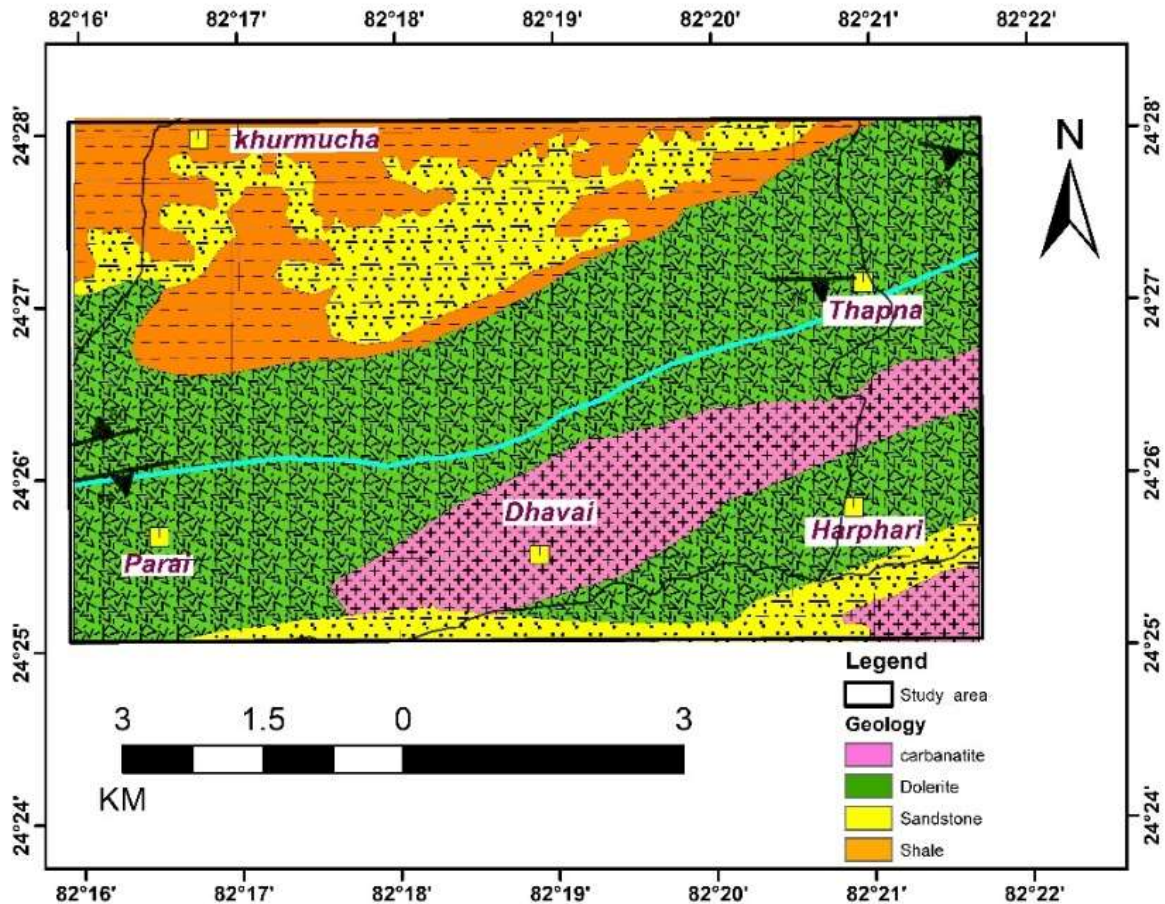 82°16' 82°17' 82°18' 82°19' 82°20' 82°21' 82°22'
24°28' 24°28'
khurmucha
N
24°27' 24°27'
Thapna
24°26' 24°26'
Dhavai
Harphari
Parai
24°25' 24°25'
Legend
Study area
Geology
carbanatite
Dolerite
Sandstone
Shale
3 1.5 0 3
KM
24°24' 24°24'
82°16' 82°17' 82°18' 82°19' 82°20' 82°21' 82°22'